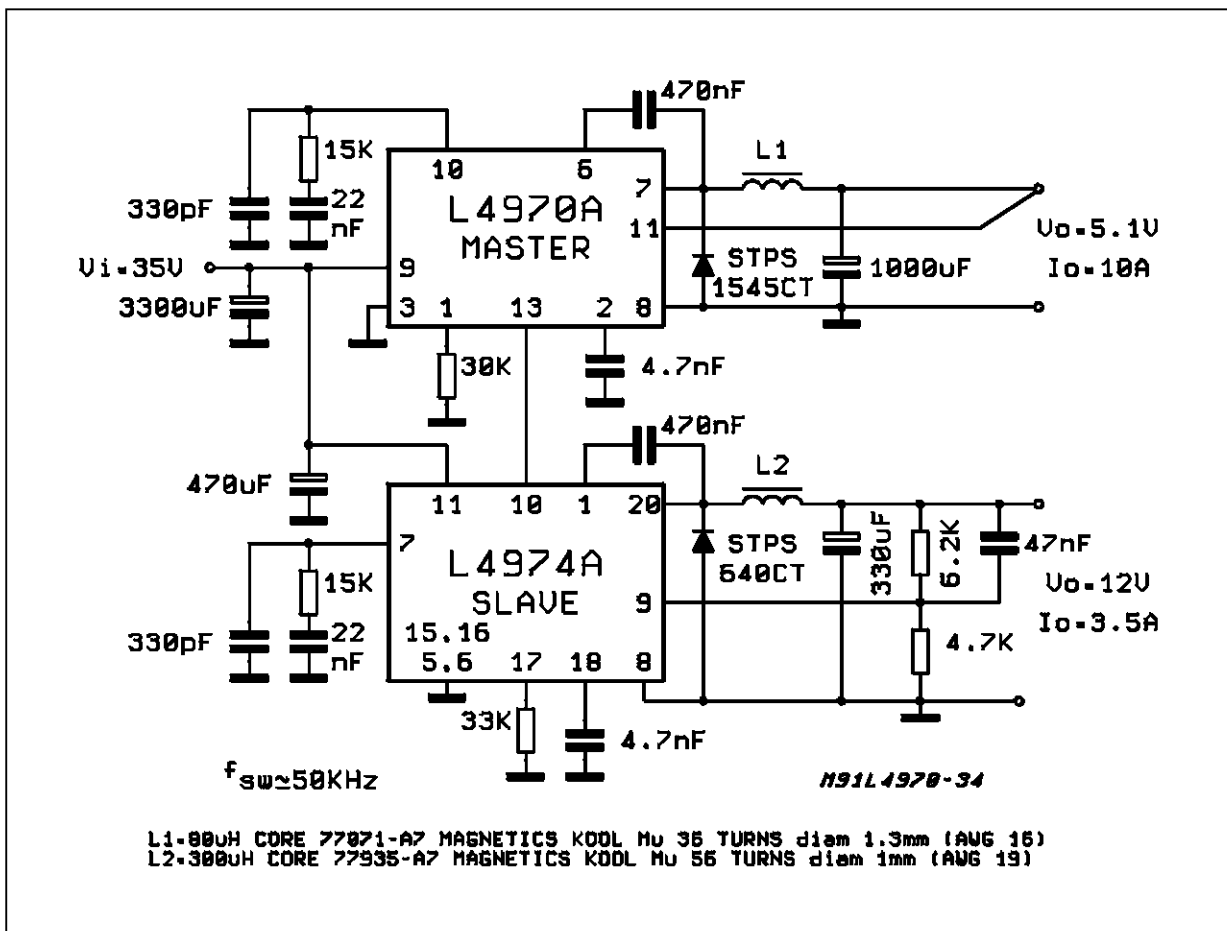 470nF
15K
10
6
L1
330pF
22
nF
L4970A
MASTER
7
11
Vo=5.1V
Vi=35V
9
STPS
1545CT
1000uF
Io=10A
3300uF
3
1
13
2
8
30K
4.7nF
470nF
L2
470uF
11
10
1
20
7
L4974A
SLAVE
STPS
640CT
330uF
6.2K
47nF
15K
9
Vo=12V
Io=3.5A
330pF
22
nF
15.16
5.6
17
18
8
4.7K
33K
4.7nF
fsw≃50KHz
M91L4970-34
L1=80uH CORE 77071-A7 MAGNETICS KOOL Mu 36 TURNS diam 1.3mm (AWG 16)
L2=300uH CORE 77935-A7 MAGNETICS KOOL Mu 56 TURNS diam 1mm (AWG 19)